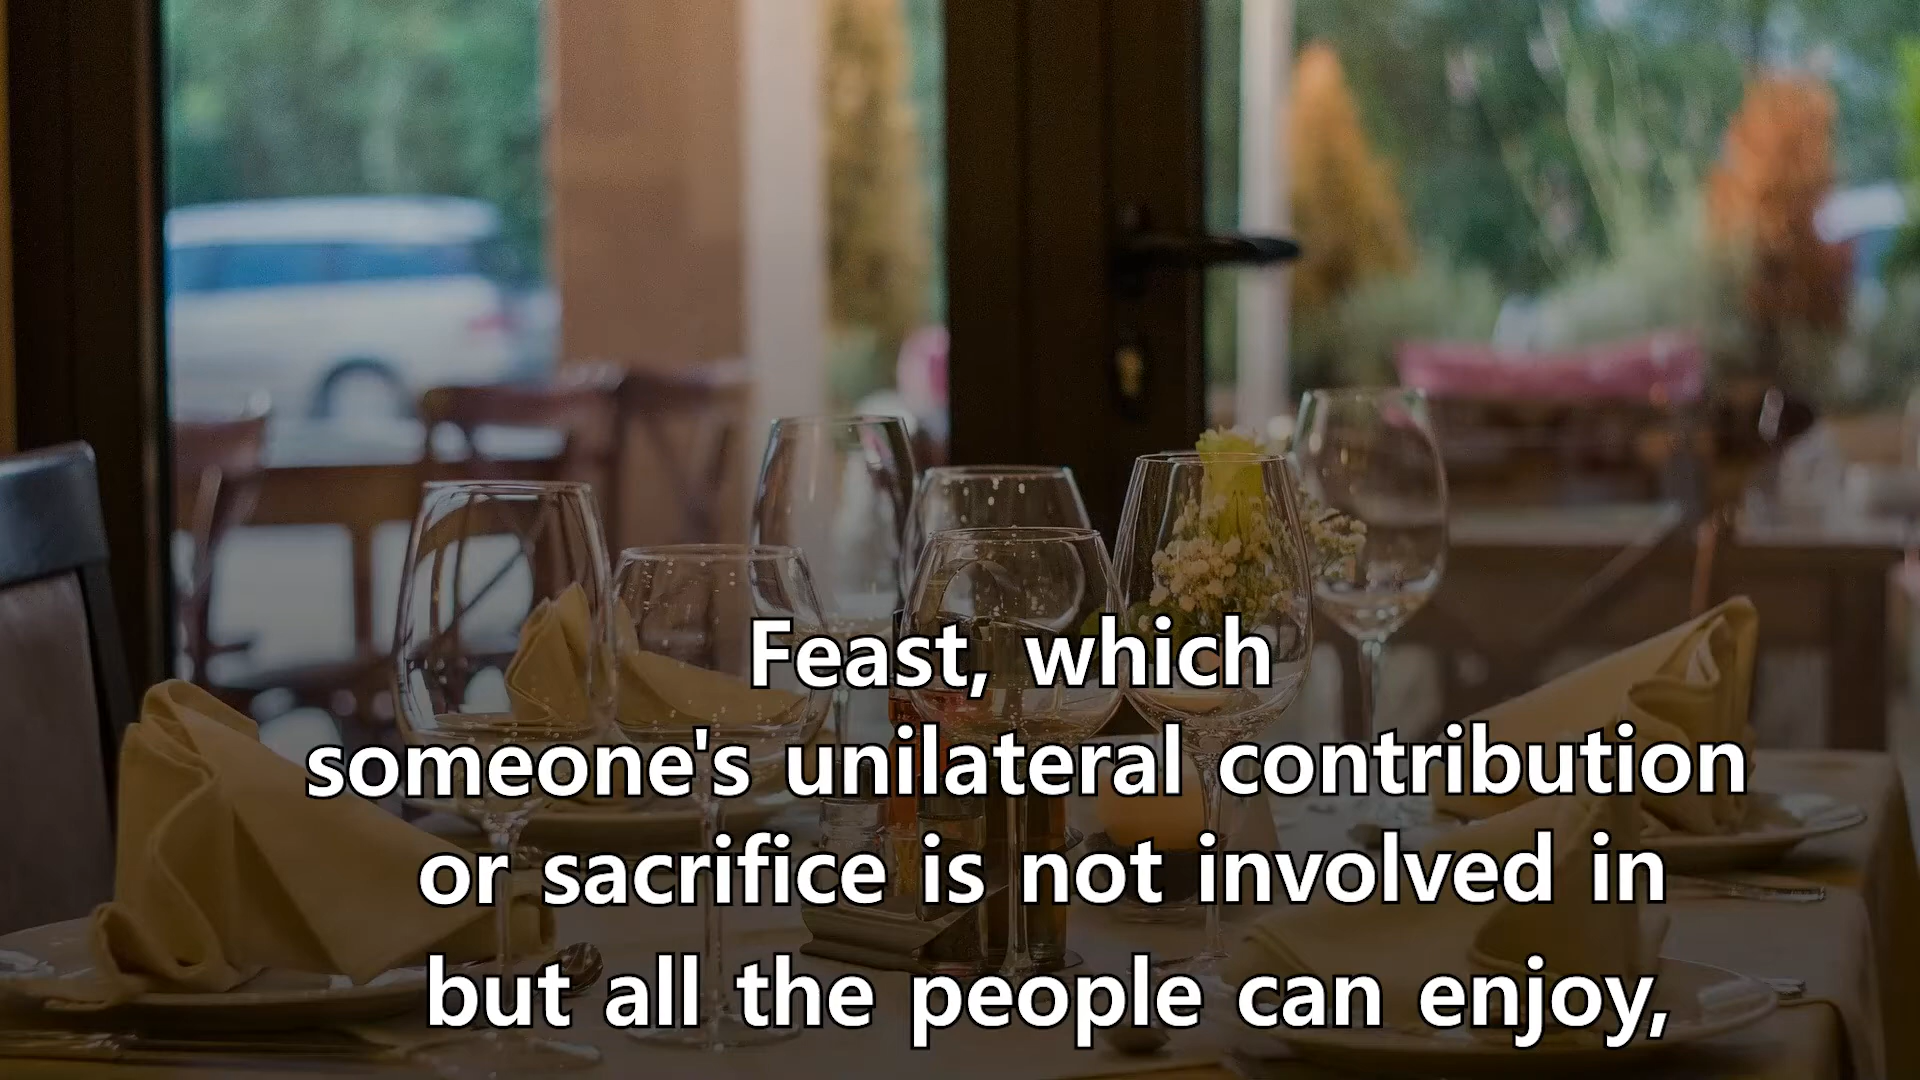 Feast, which
someone's unilateral contribution
or sacrifice is not involved in
but all the people can enjoy,